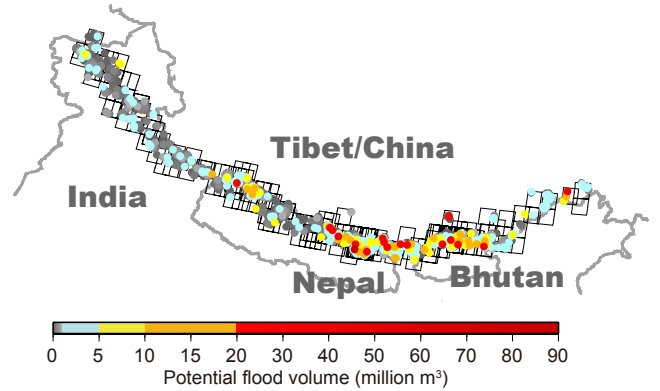 Tibet/China
India
Nepal
Bhutan
0 5 10 20 30 40 50 60 70 80 90
Potential flood volume (million m³)